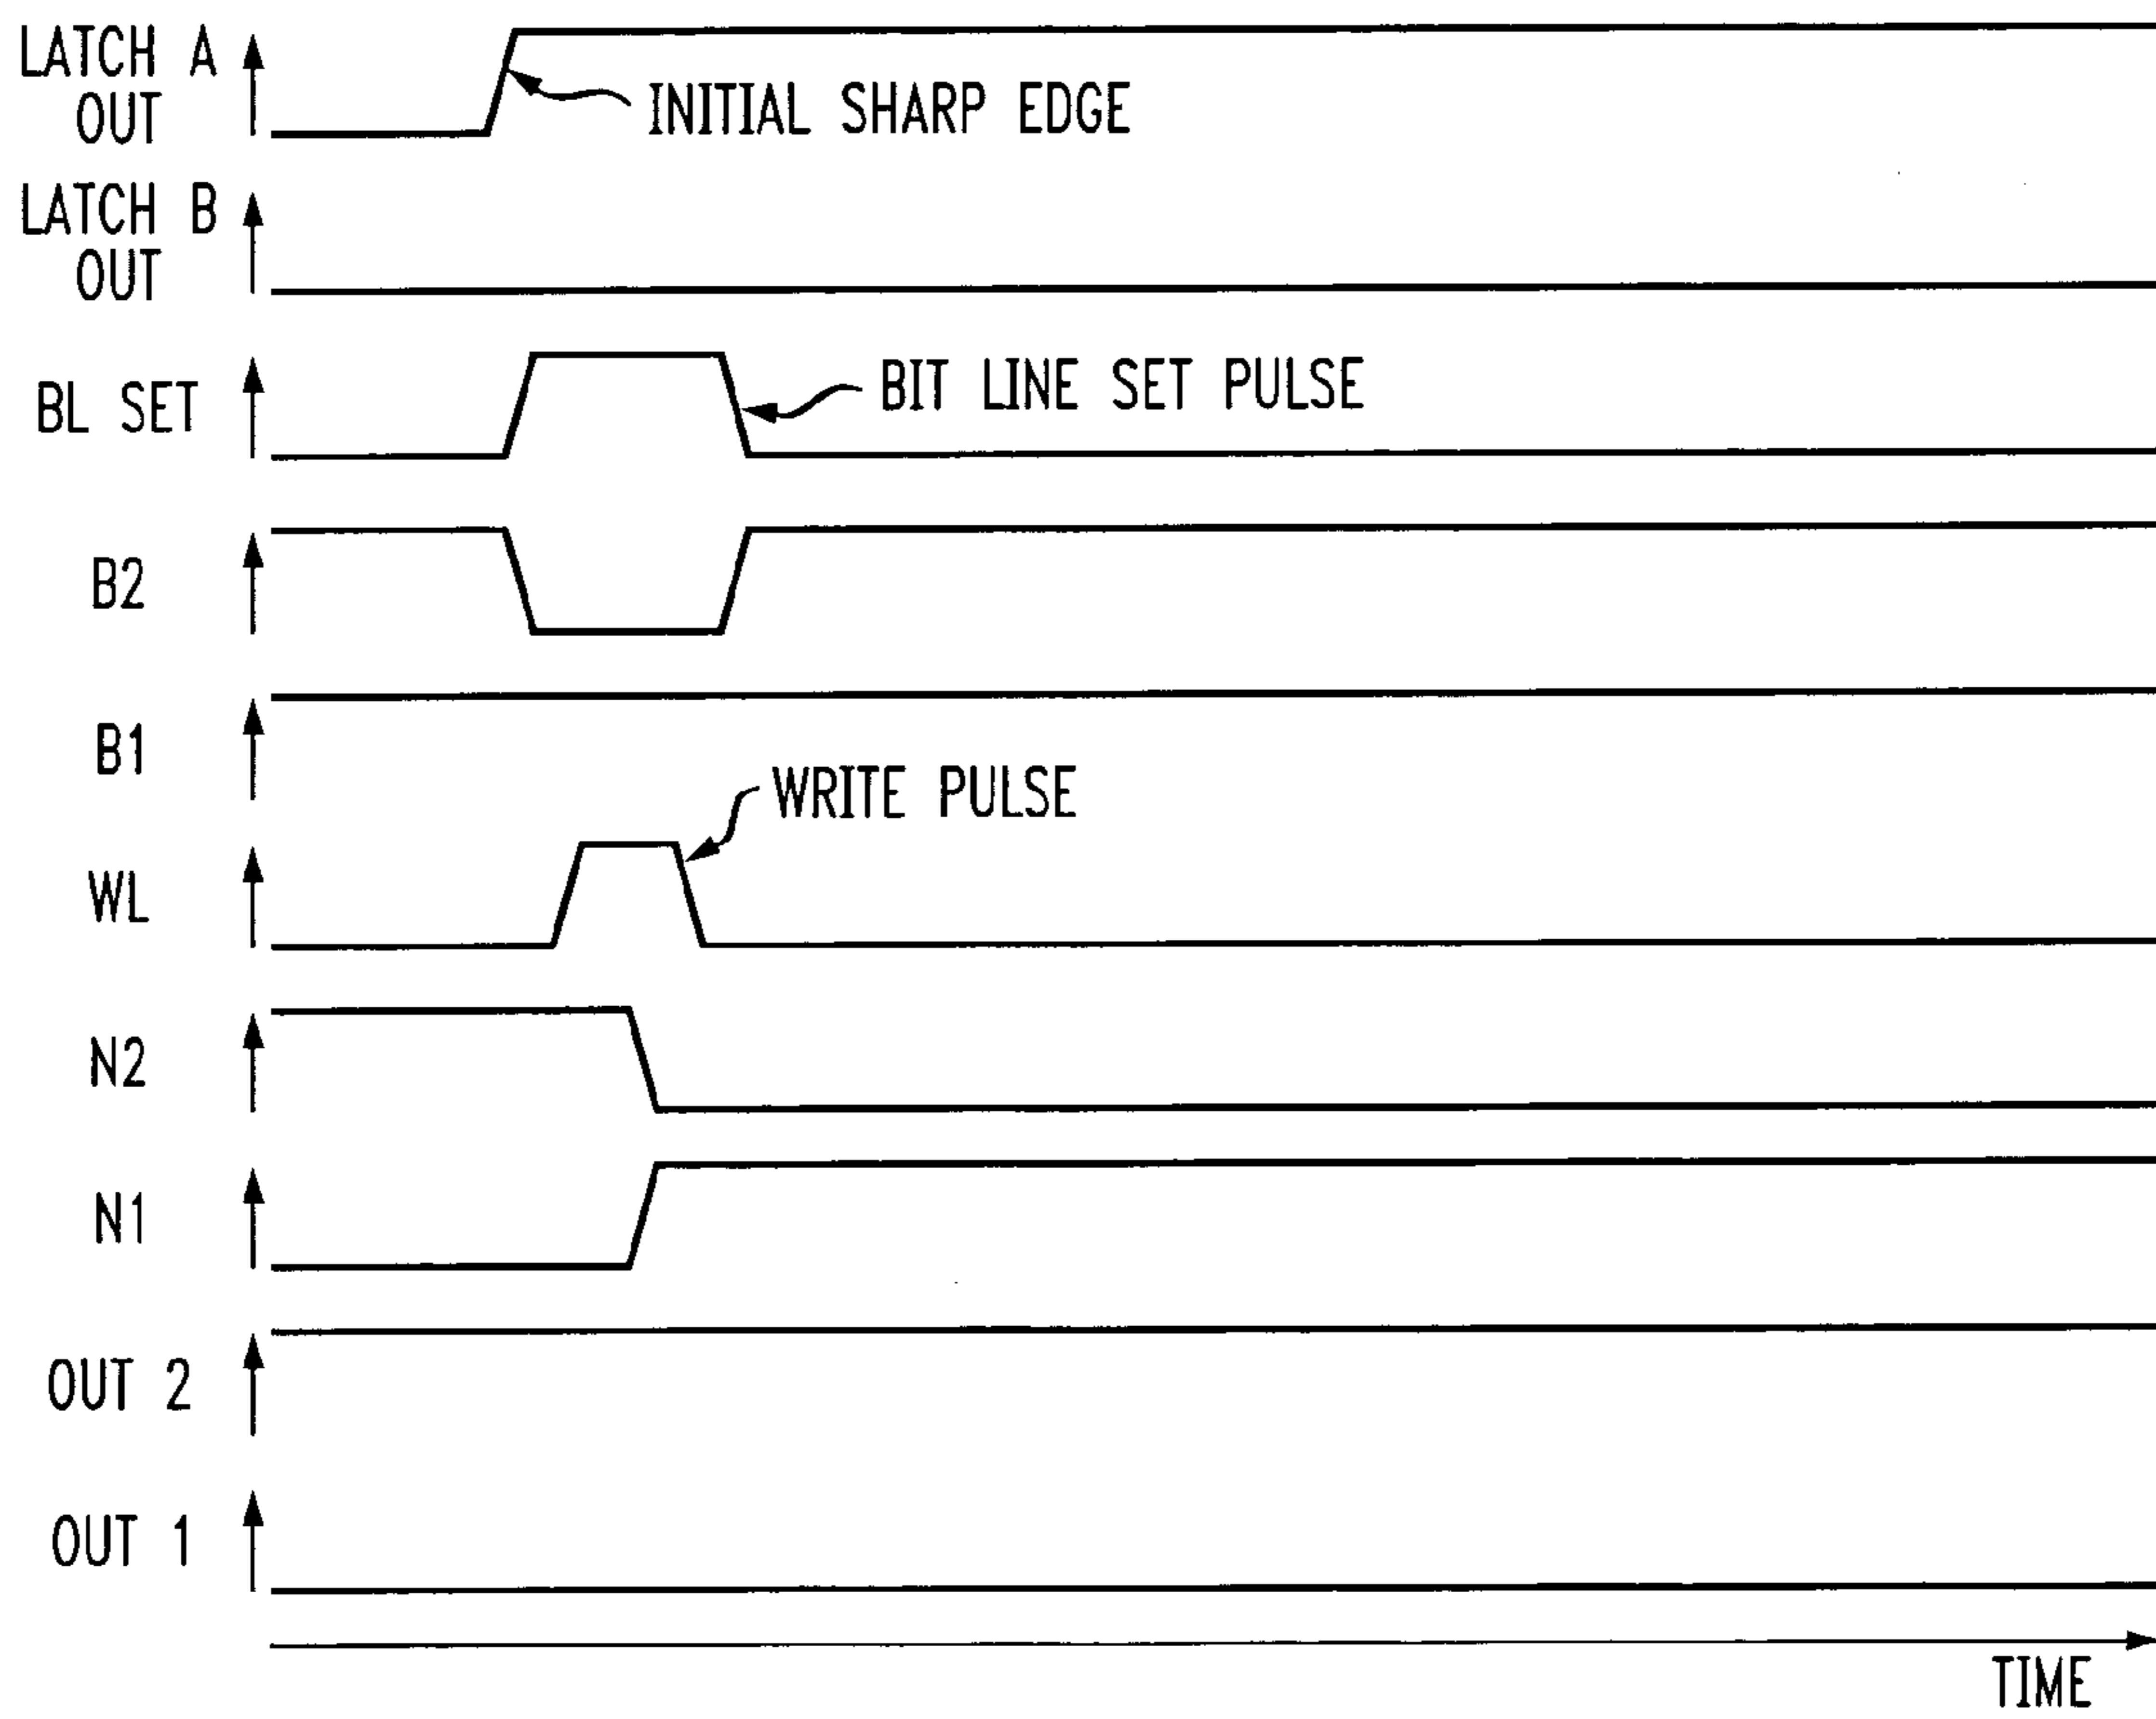 LATCH A
OUT
INITIAL SHARP EDGE
LATCH B
OUT
BL SET
BIT LINE SET PULSE
B2
B1
WRITE PULSE
WL
N2
N1
OUT 2
OUT 1
TIME